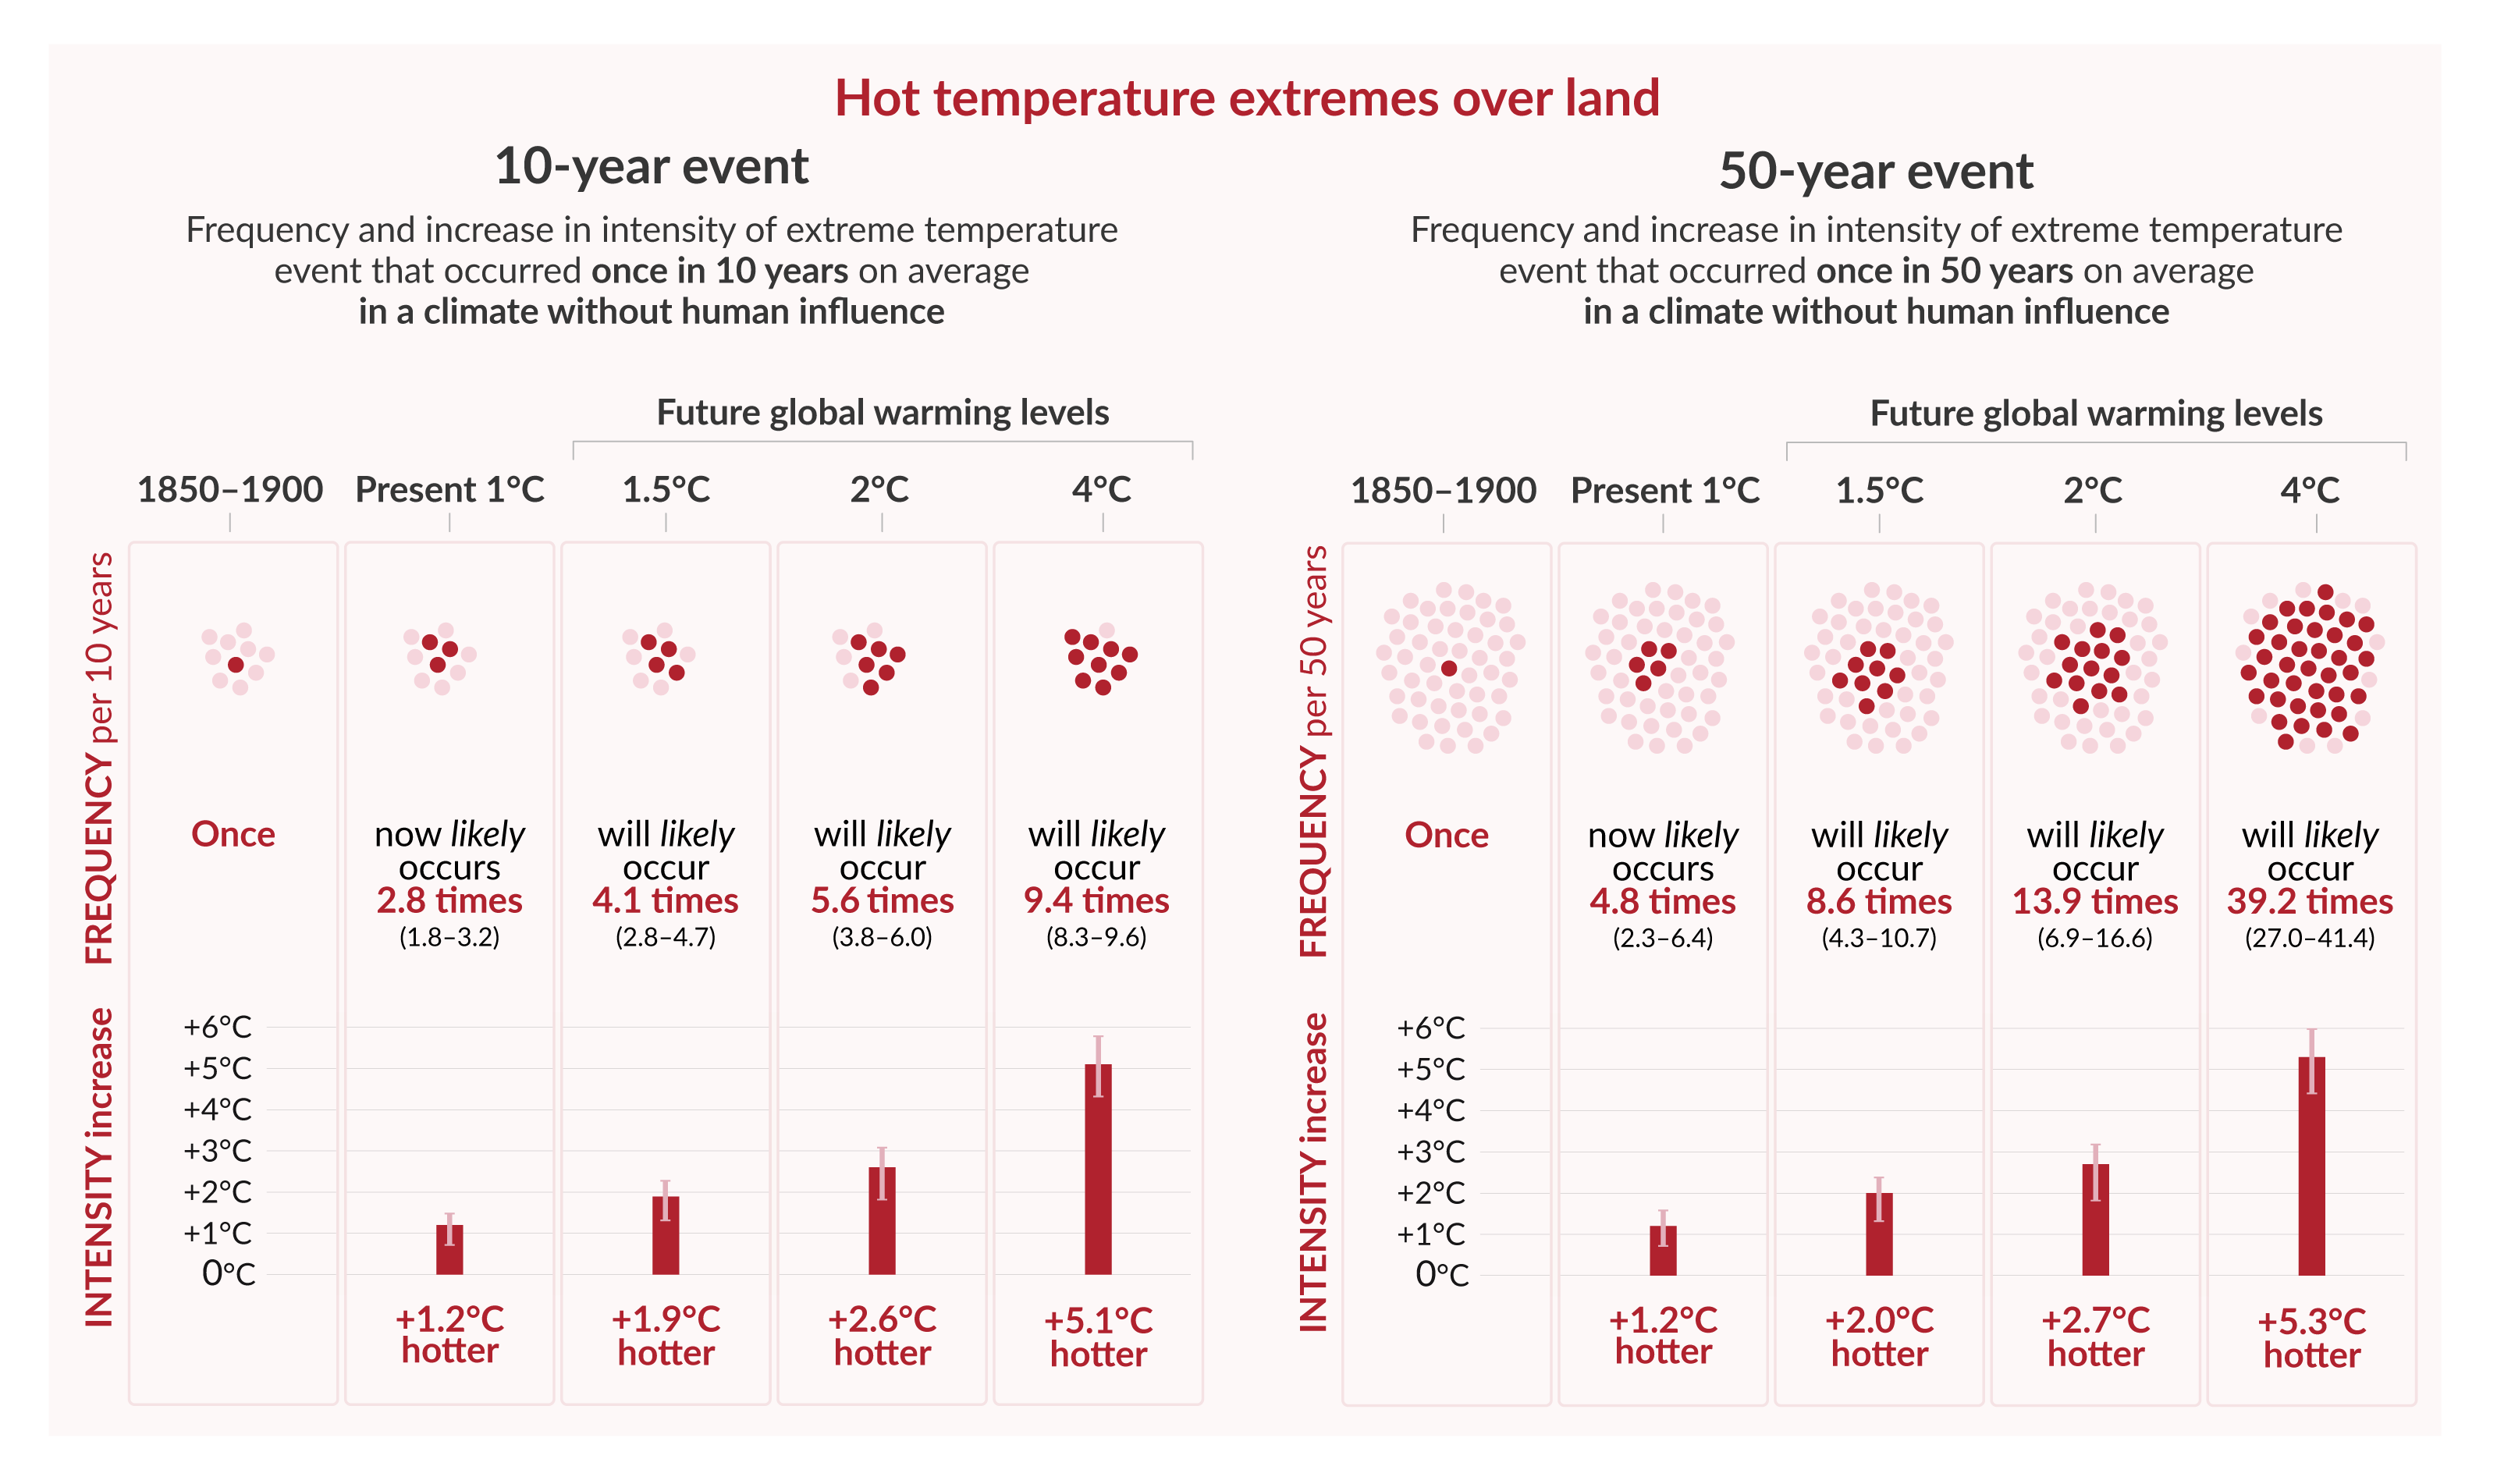 Hot temperature extremes over land
10-year event
Frequency and increase in intensity of extreme temperature
event that occurred once in 10 years on average
in a climate without human influence
Future global warming levels
1850–1900
Present 1°C
1.5°C
2°C
4°C
FREQUENCY per 10 years
Once
now likely
occurs
2.8 times
(1.8–3.2)
will likely
occur
4.1 times
(2.8–4.7)
will likely
occur
5.6 times
(3.8–6.0)
will likely
occur
9.4 times
(8.3–9.6)
INTENSITY increase
+6°C
+5°C
+4°C
+3°C
+2°C
+1°C
0°C
+1.2°C
hotter
+1.9°C
hotter
+2.6°C
hotter
+5.1°C
hotter
50-year event
Frequency and increase in intensity of extreme temperature
event that occurred once in 50 years on average
in a climate without human influence
Future global warming levels
1850–1900
Present 1°C
1.5°C
2°C
4°C
FREQUENCY per 50 years
Once
now likely
occurs
4.8 times
(2.3–6.4)
will likely
occur
8.6 times
(4.3–10.7)
will likely
occur
13.9 times
(6.9–16.6)
will likely
occur
39.2 times
(27.0–41.4)
INTENSITY increase
+6°C
+5°C
+4°C
+3°C
+2°C
+1°C
0°C
+1.2°C
hotter
+2.0°C
hotter
+2.7°C
hotter
+5.3°C
hotter